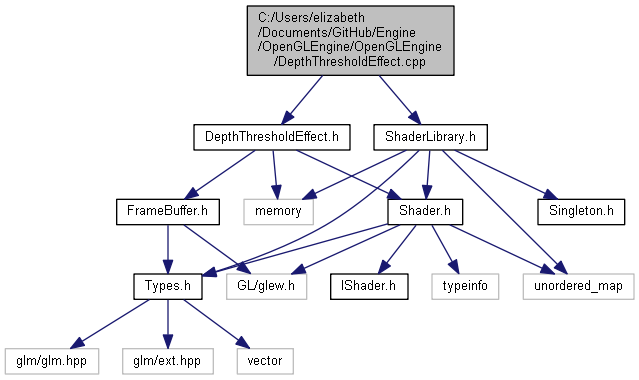 C:/Users/elizabeth
/Documents/GitHub/Engine
/OpenGLEngine/OpenGLEngine
/DepthThresholdEffect.cpp
DepthThresholdEffect.h
ShaderLibrary.h
FrameBuffer.h
memory
Shader.h
Singleton.h
Types.h
GL/glew.h
IShader.h
typeinfo
unordered_map
glm/glm.hpp
glm/ext.hpp
vector